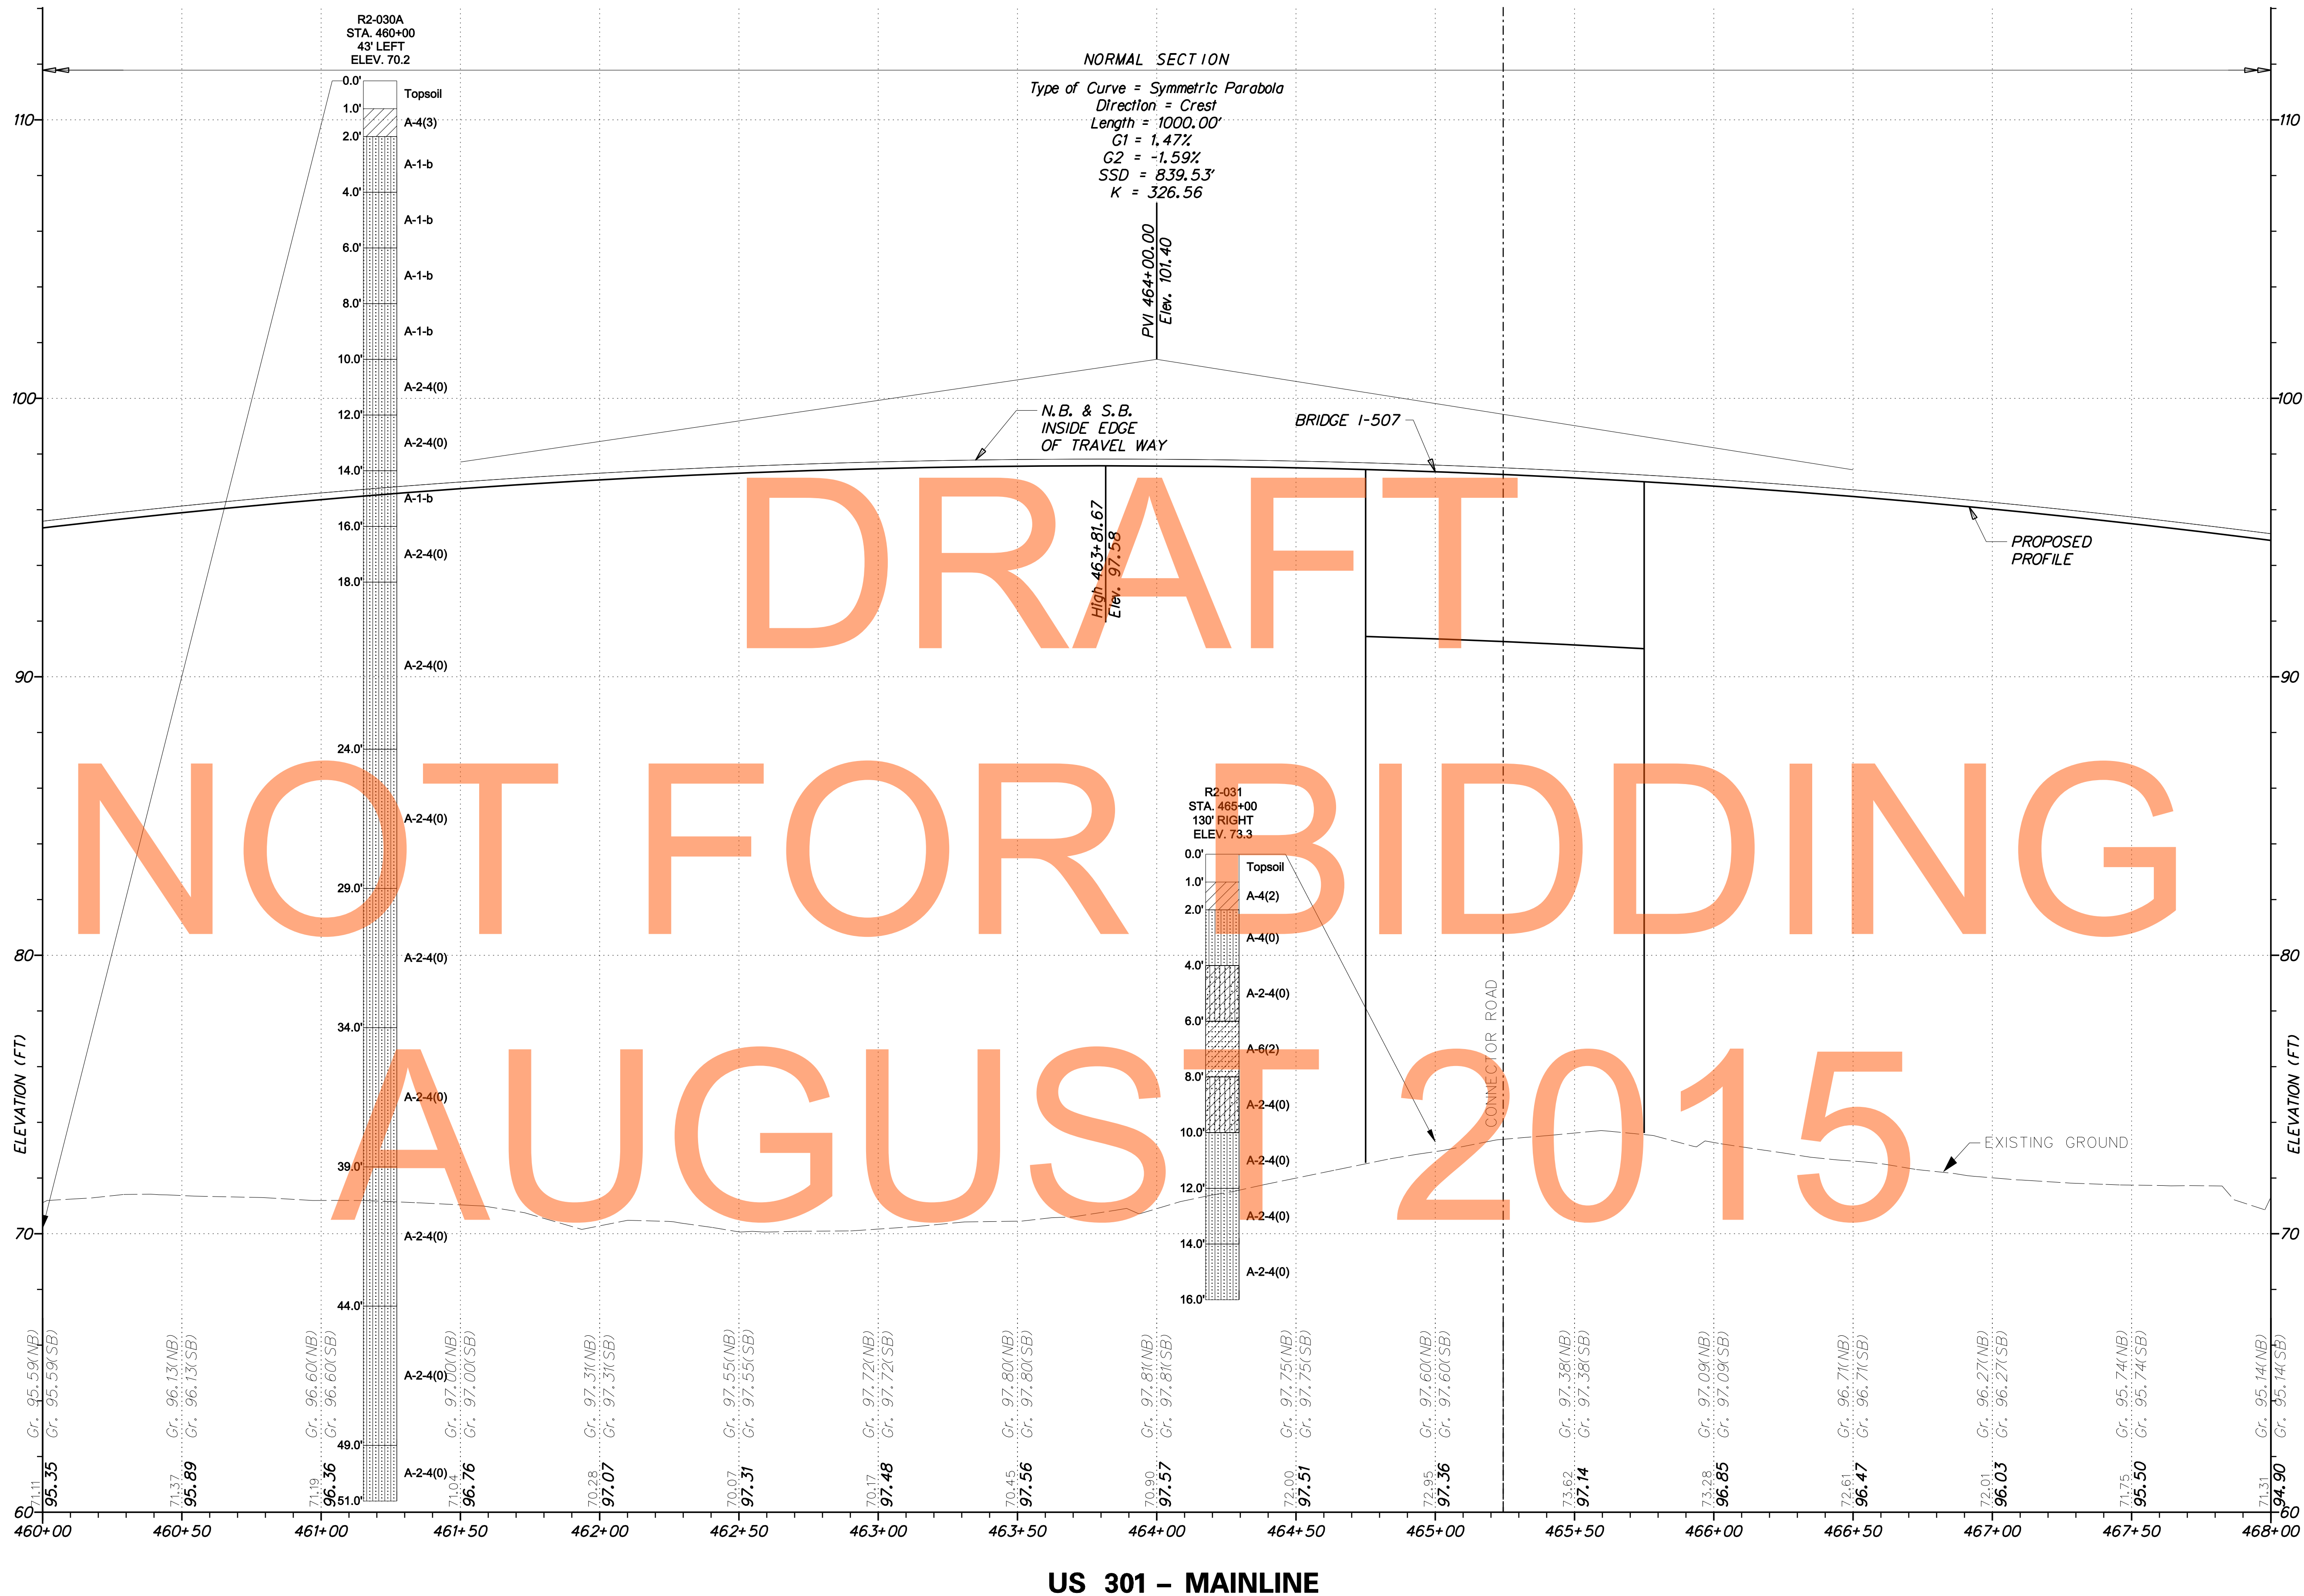 R2-030A
STA. 460+00
43' LEFT
ELEV. 70.2
0.0'
Topsoil
1.0'
A-4(3)
2.0'
A-1-b
4.0'
A-1-b
6.0'
A-1-b
8.0'
A-1-b
10.0'
A-2-4(0)
12.0'
A-2-4(0)
14.0'
A-1-b
16.0'
A-2-4(0)
18.0'
A-2-4(0)
24.0'
A-2-4(0)
29.0'
A-2-4(0)
34.0'
A-2-4(0)
39.0'
A-2-4(0)
44.0'
A-2-4(0)
49.0'
A-2-4(0)
51.0'
NORMAL SECTION
Type of Curve = Symmetric Parabola
Direction = Crest
Length = 1000.00'
G1 = 1.47%
G2 = -1.59%
SSD = 839.53'
K = 326.56
PVI 464+00.00
Elev. 101.40
N.B. & S.B.
INSIDE EDGE
OF TRAVEL WAY
BRIDGE 1-507
High 463+81.67
Elev. 97.58
PROPOSED
PROFILE
DRAFT
NOT FOR BIDDING
AUGUST 2015
R2-031
STA. 465+00
130' RIGHT
ELEV. 73.3
0.0'
Topsoil
1.0'
A-4(2)
2.0'
A-4(0)
4.0'
A-2-4(0)
6.0'
A-6(2)
8.0'
A-2-4(0)
10.0'
A-2-4(0)
12.0'
A-2-4(0)
14.0'
A-2-4(0)
16.0'
CONNECTOR ROAD
EXISTING GROUND
110
100
90
80
70
60
ELEVATION (FT)
110
100
90
80
70
60
ELEVATION (FT)
Gr. 95.59(NB)
Gr. 95.59(SB)
Gr. 96.13(NB)
Gr. 96.13(SB)
Gr. 96.60(NB)
Gr. 96.60(SB)
Gr. 97.00(NB)
Gr. 97.00(SB)
Gr. 97.31(NB)
Gr. 97.31(SB)
Gr. 97.55(NB)
Gr. 97.55(SB)
Gr. 97.72(NB)
Gr. 97.72(SB)
Gr. 97.80(NB)
Gr. 97.80(SB)
Gr. 97.81(NB)
Gr. 97.81(SB)
Gr. 97.75(NB)
Gr. 97.75(SB)
Gr. 97.60(NB)
Gr. 97.60(SB)
Gr. 97.38(NB)
Gr. 97.38(SB)
Gr. 97.09(NB)
Gr. 97.09(SB)
Gr. 96.71(NB)
Gr. 96.71(SB)
Gr. 96.27(NB)
Gr. 96.27(SB)
Gr. 95.74(NB)
Gr. 95.74(SB)
Gr. 95.14(NB)
Gr. 95.14(SB)
71.11
95.35
71.37
95.89
71.19
96.36
71.04
96.76
70.28
97.07
70.07
97.31
70.17
97.48
70.45
97.56
70.90
97.57
72.00
97.51
72.95
97.36
73.62
97.14
73.28
96.85
72.61
96.47
72.01
96.03
71.75
95.50
71.31
94.90
460+00 460+50 461+00 461+50 462+00 462+50 463+00 463+50 464+00 464+50 465+00 465+50 466+00 466+50 467+00 467+50 468+00
US 301 – MAINLINE